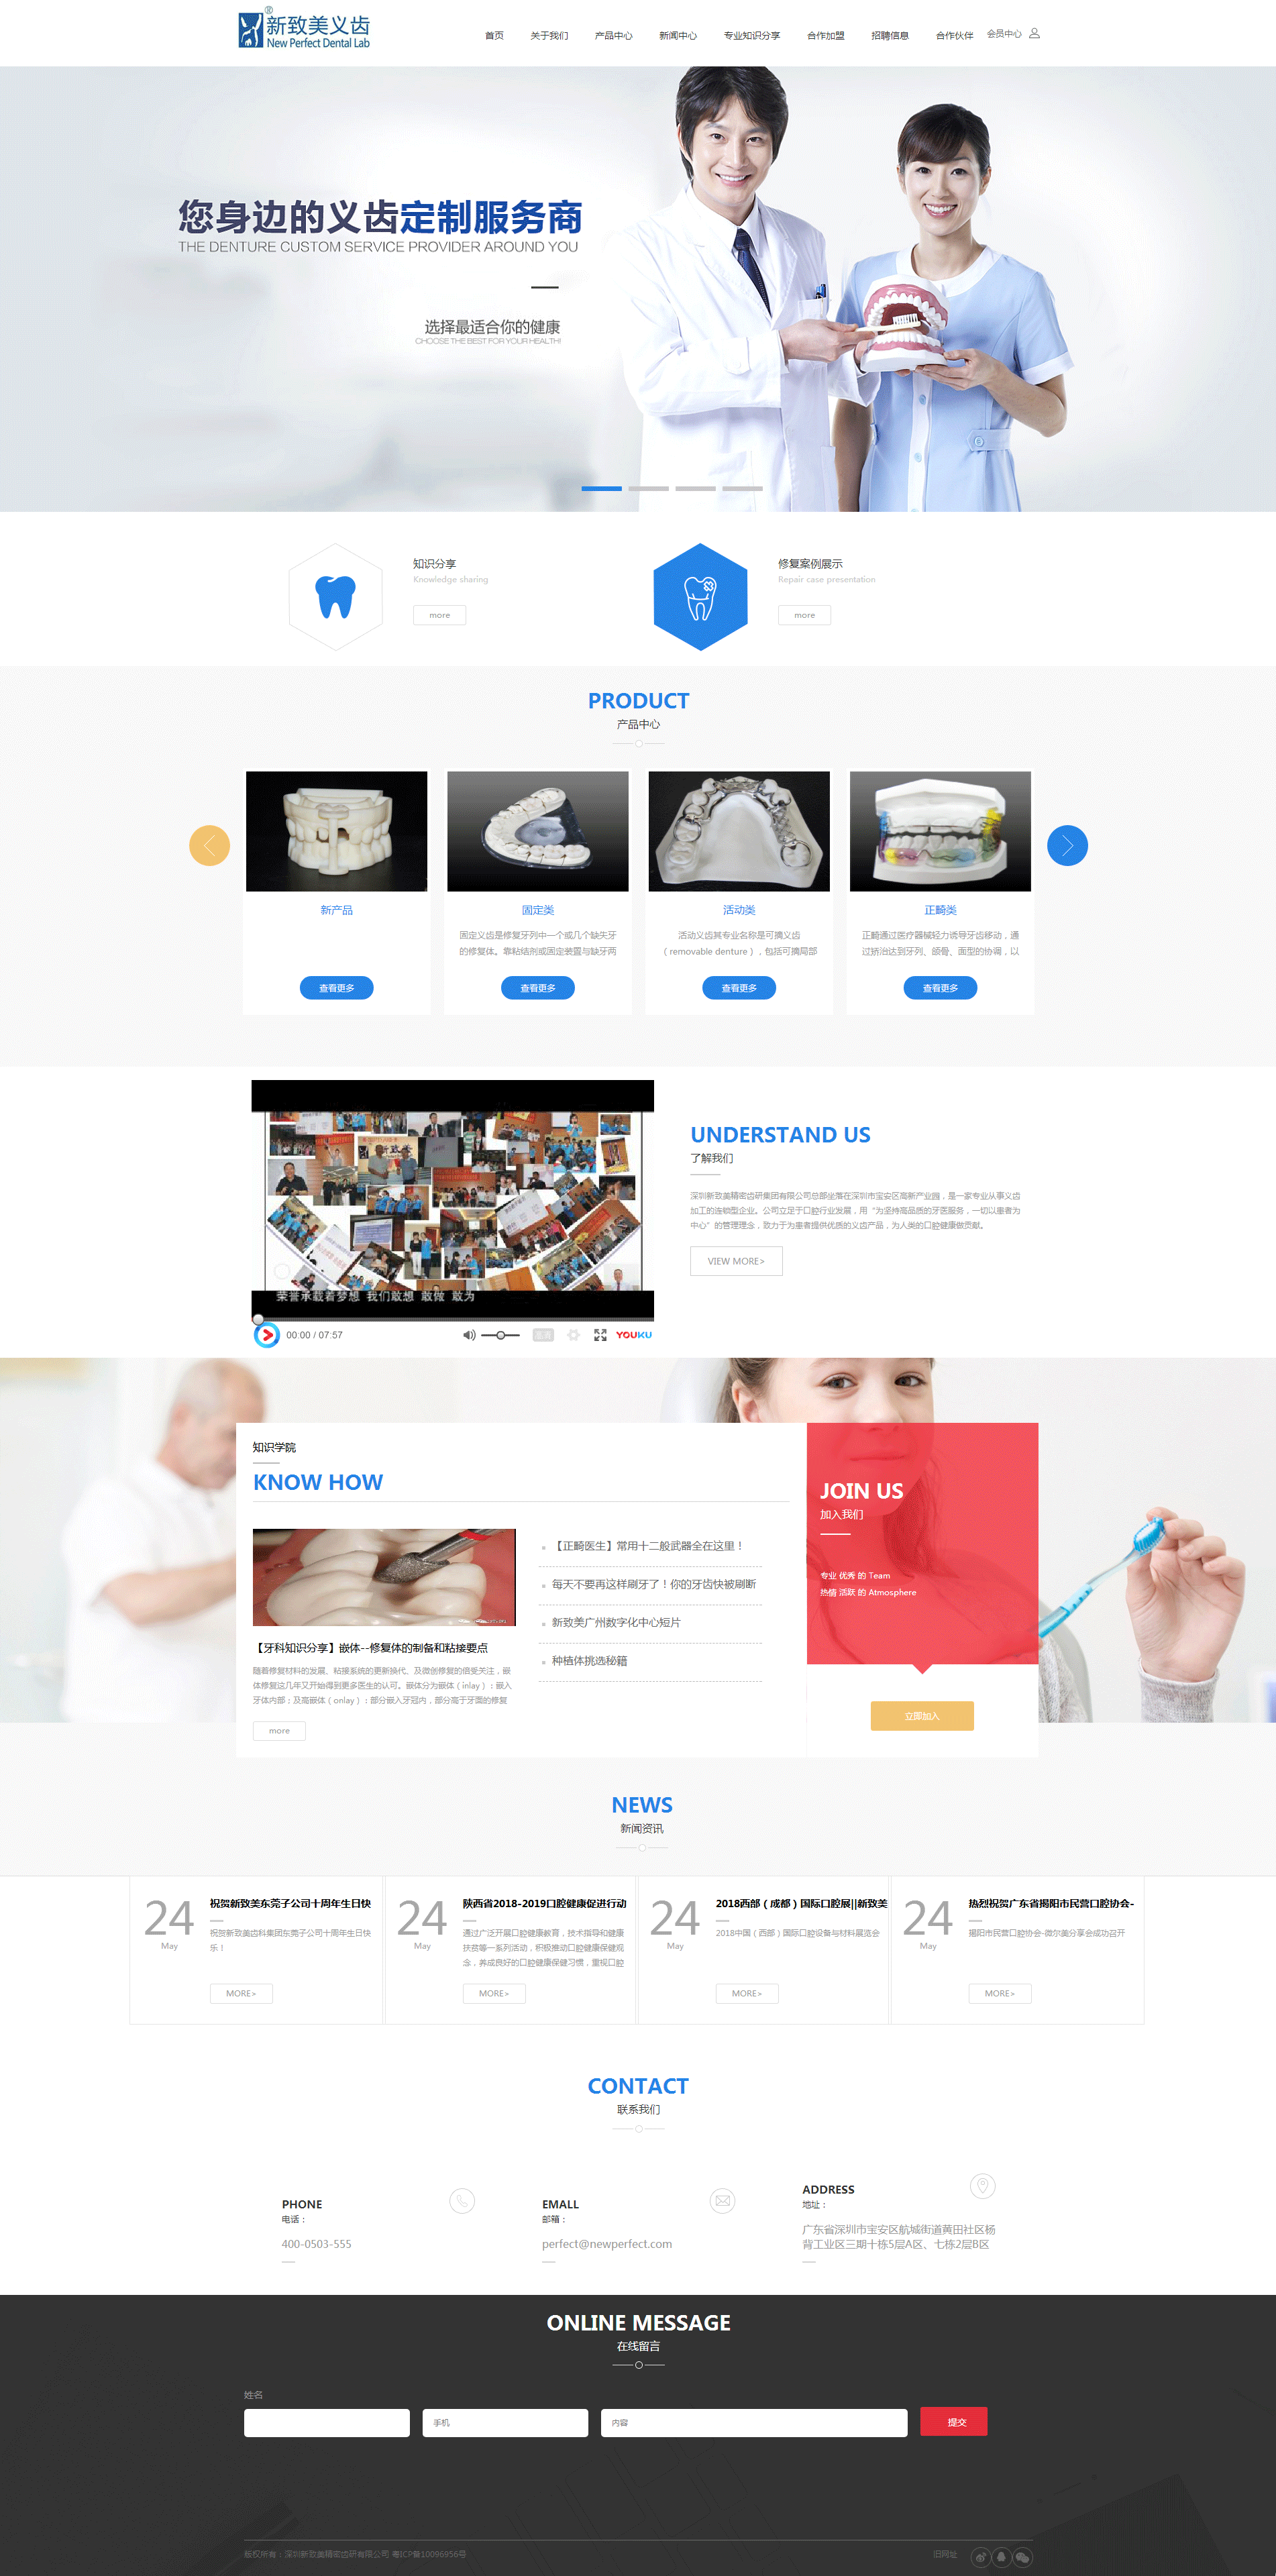 新致美义齿®
New Perfect Dental Lab
首页 关于我们 产品中心 新闻中心 专业知识分享 合作加盟 招聘信息 合作伙伴 会员中心
您身边的义齿定制服务商
THE DENTURE CUSTOM SERVICE PROVIDER AROUND YOU
选择最适合你的健康
CHOOSE THE BEST FOR YOUR HEALTH!
知识分享
Knowledge sharing
more
修复案例展示
Repair case presentation
more
PRODUCT
产品中心
新产品
查看更多
固定类
固定义齿是修复牙列中一个或几个缺失牙
的修复体。靠粘结剂或固定装置与缺牙两
查看更多
活动类
活动义齿其专业名称是可摘义齿
（removable denture），包括可摘局部
查看更多
正畸类
正畸通过医疗器械轻力诱导牙齿移动，通
过矫治达到牙列、颌骨、面型的协调，以
查看更多
荣誉承载着梦想 我们敢想 敢做 敢为
00:00 / 07:57
YOUKU
UNDERSTAND US
了解我们
深圳新致美精密齿研集团有限公司总部坐落在深圳市宝安区高新产业园，是一家专业从事义齿
加工的连锁型企业。公司立足于口腔行业发展，用“为坚持高品质的牙医服务，一切以患者为
中心”的管理理念，致力于为患者提供优质的义齿产品，为人类的口腔健康做贡献。
VIEW MORE>
知识学院
KNOW HOW
【牙科知识分享】嵌体--修复体的制备和粘接要点
随着修复材料的发展、粘接系统的更新换代、及微创修复的倍受关注，嵌
体修复这几年又开始得到更多医生的认可。嵌体分为嵌体（inlay）：嵌入
牙体内部；及高嵌体（onlay）：部分嵌入牙冠内，部分高于牙面的修复
more
【正畸医生】常用十二般武器全在这里！
每天不要再这样刷牙了！你的牙齿快被刷断
新致美广州数字化中心短片
种植体挑选秘籍
JOIN US
加入我们
专业 优秀 的 Team
热情 活跃 的 Atmosphere
立即加入
NEWS
新闻资讯
24
May
祝贺新致美东莞子公司十周年生日快
祝贺新致美齿科集团东莞子公司十周年生日快
乐！
MORE>
24
May
陕西省2018-2019口腔健康促进行动
通过广泛开展口腔健康教育，技术指导和健康
扶贫等一系列活动，积极推动口腔健康保健观
念，养成良好的口腔健康保健习惯，重视口腔
MORE>
24
May
2018西部（成都）国际口腔展||新致美
2018中国（西部）国际口腔设备与材料展览会
MORE>
24
May
热烈祝贺广东省揭阳市民营口腔协会-
揭阳市民营口腔协会-微尔美分享会成功召开
MORE>
CONTACT
联系我们
PHONE
电话：
400-0503-555
EMALL
邮箱：
perfect@newperfect.com
ADDRESS
地址：
广东省深圳市宝安区航城街道黄田社区杨
背工业区三期十栋5层A区、七栋2层B区
ONLINE MESSAGE
在线留言
姓名
手机
内容
提交
版权所有：深圳新致美精密齿研有限公司 粤ICP备10096956号
旧网址